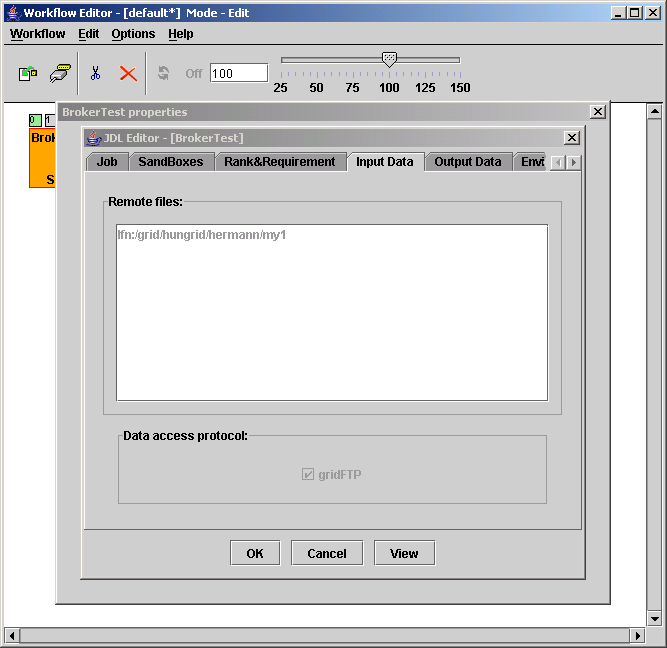 Workflow Editor - [default*]  Mode - Edit
Workflow Edit Options Help
Off 100
25 50 75 100 125 150
0 1
BrokerTest properties
Brok
S
JDL Editor - [BrokerTest]
Job SandBoxes Rank&Requirement Input Data Output Data Envi
Remote files:
lfn:/grid/hungrid/hermann/my1
Data access protocol:
gridFTP
OK Cancel View